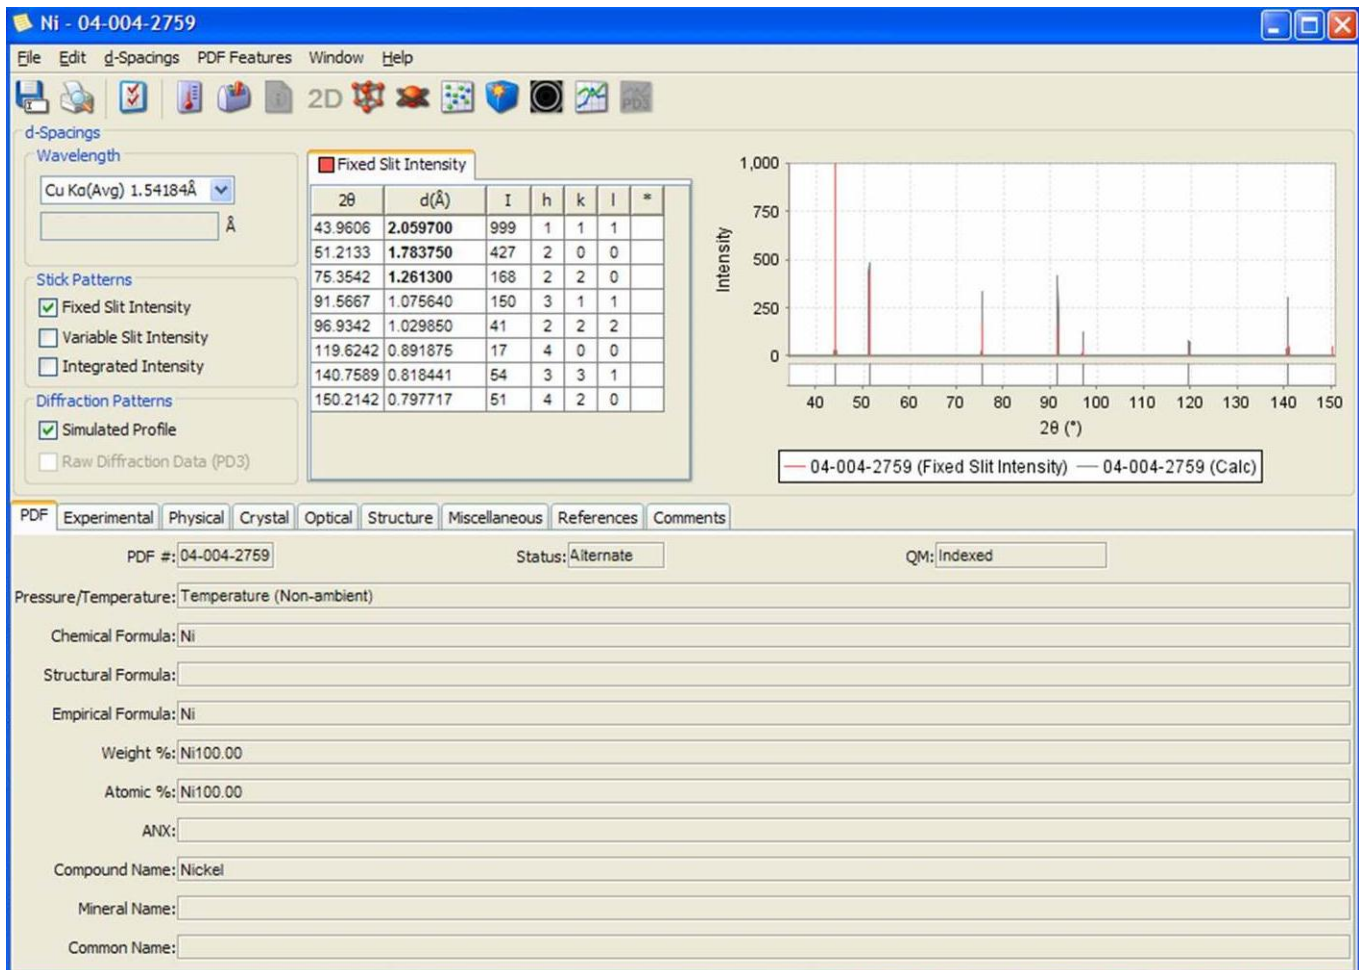 Ni - 04-004-2759
File Edit d-Spacings PDF Features Window Help
2D PD3
d-Spacings
Wavelength
Cu Kα(Avg) 1.54184Å
Å
Stick Patterns
Fixed Slit Intensity
Variable Slit Intensity
Integrated Intensity
Diffraction Patterns
Simulated Profile
Raw Diffraction Data (PD3)
Fixed Slit Intensity
2θ d(Å) I h k l *
43.9606 2.059700 999 1 1 1
51.2133 1.783750 427 2 0 0
75.3542 1.261300 168 2 2 0
91.5667 1.075640 150 3 1 1
96.9342 1.029850 41 2 2 2
119.6242 0.891875 17 4 0 0
140.7589 0.818441 54 3 3 1
150.2142 0.797717 51 4 2 0
Intensity
1,000
750
500
250
0
40 50 60 70 80 90 100 110 120 130 140 150
2θ (°)
04-004-2759 (Fixed Slit Intensity) 04-004-2759 (Calc)
PDF Experimental Physical Crystal Optical Structure Miscellaneous References Comments
PDF #: 04-004-2759 Status: Alternate QM: Indexed
Pressure/Temperature: Temperature (Non-ambient)
Chemical Formula: Ni
Structural Formula:
Empirical Formula: Ni
Weight %: Ni100.00
Atomic %: Ni100.00
ANX:
Compound Name: Nickel
Mineral Name:
Common Name: